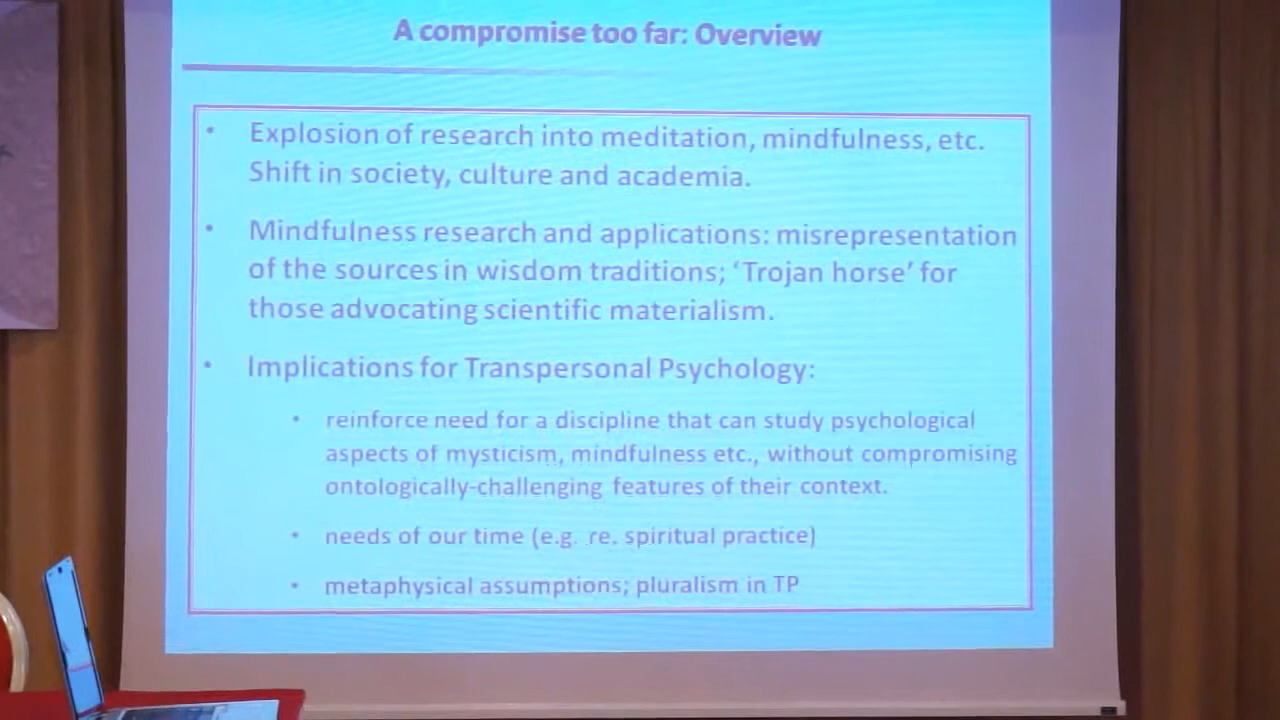 A compromise too far: Overview
• Explosion of research into meditation, mindfulness, etc.
Shift in society, culture and academia.
• Mindfulness research and applications: misrepresentation
of the sources in wisdom traditions; ‘Trojan horse’ for
those advocating scientific materialism.
• Implications for Transpersonal Psychology:
• reinforce need for a discipline that can study psychological
aspects of mysticism, mindfulness etc., without compromising
ontologically-challenging features of their context.
• needs of our time (e.g. re. spiritual practice)
• metaphysical assumptions; pluralism in TP